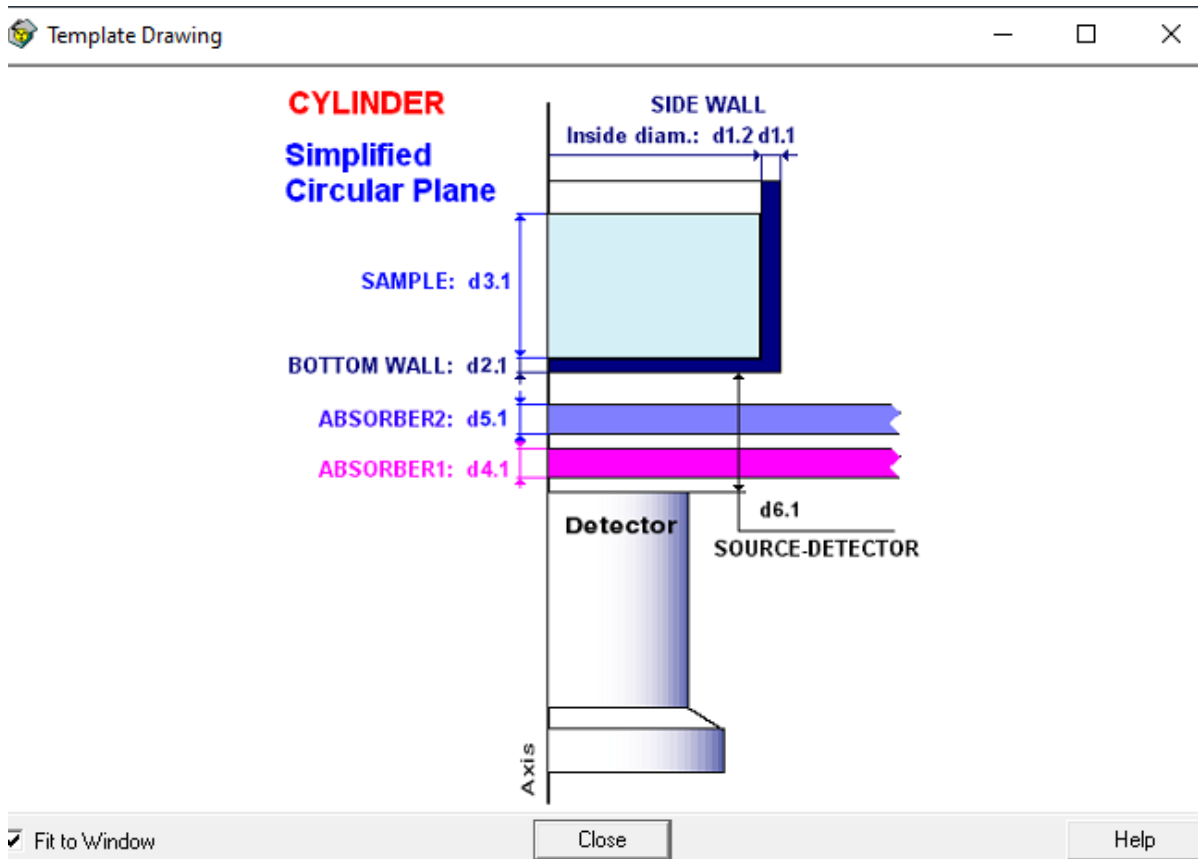 Template Drawing
CYLINDER
Simplified
Circular Plane
SIDE WALL
Inside diam.: d1.2 d1.1
SAMPLE: d3.1
BOTTOM WALL: d2.1
ABSORBER2: d5.1
ABSORBER1: d4.1
Detector
d6.1
SOURCE-DETECTOR
Axis
Fit to Window
Close
Help